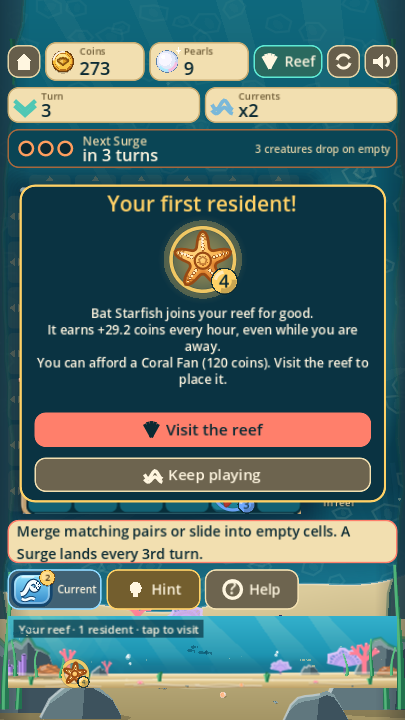 Coins
273
Pearls
9
Reef
Turn
3
Currents
x2
Next Surge
in 3 turns
3 creatures drop on empty
Your first resident!
4
Bat Starfish joins your reef for good.
It earns +29.2 coins every hour, even while you are
away.
You can afford a Coral Fan (120 coins). Visit the reef to
place it.
Visit the reef
Keep playing
Merge matching pairs or slide into empty cells. A
Surge lands every 3rd turn.
2
Current
Hint
Help
Your reef · 1 resident · tap to visit